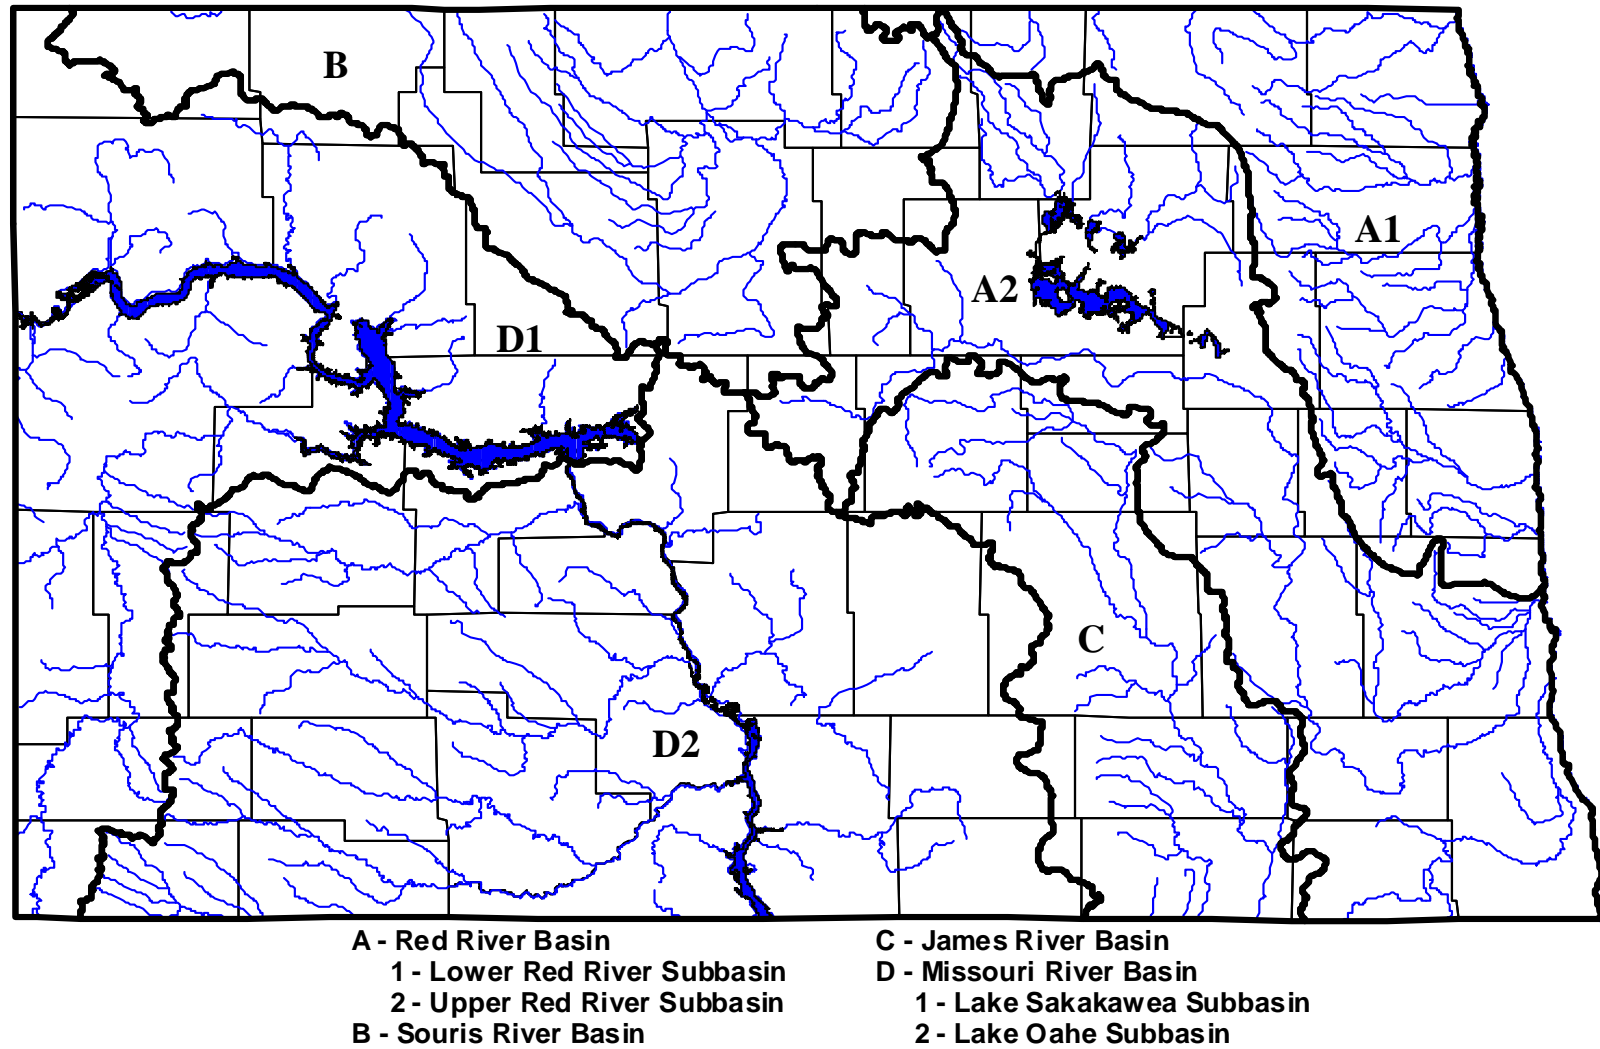 B
A1
A2
D1
C
D2
A - Red River Basin
1 - Lower Red River Subbasin
2 - Upper Red River Subbasin
B - Souris River Basin
C - James River Basin
D - Missouri River Basin
1 - Lake Sakakawea Subbasin
2 - Lake Oahe Subbasin